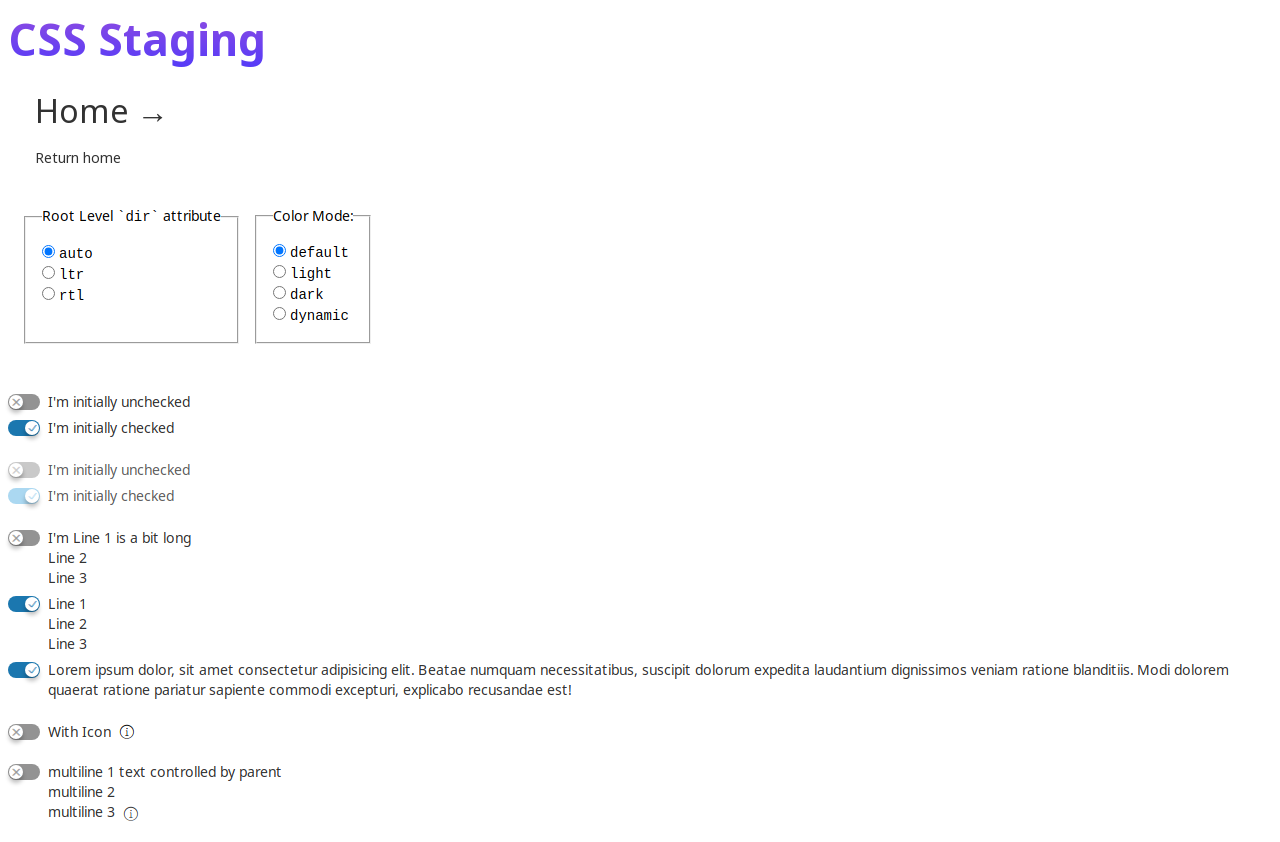 CSS Staging
Home →
Return home
Root Level `dir` attribute
auto
ltr
rtl
Color Mode:
default
light
dark
dynamic
I'm initially unchecked
I'm initially checked
I'm initially unchecked
I'm initially checked
I'm Line 1 is a bit long
Line 2
Line 3
Line 1
Line 2
Line 3
Lorem ipsum dolor, sit amet consectetur adipisicing elit. Beatae numquam necessitatibus, suscipit dolorum expedita laudantium dignissimos veniam ratione blanditiis. Modi dolorem
quaerat ratione pariatur sapiente commodi excepturi, explicabo recusandae est!
With Icon
multiline 1 text controlled by parent
multiline 2
multiline 3